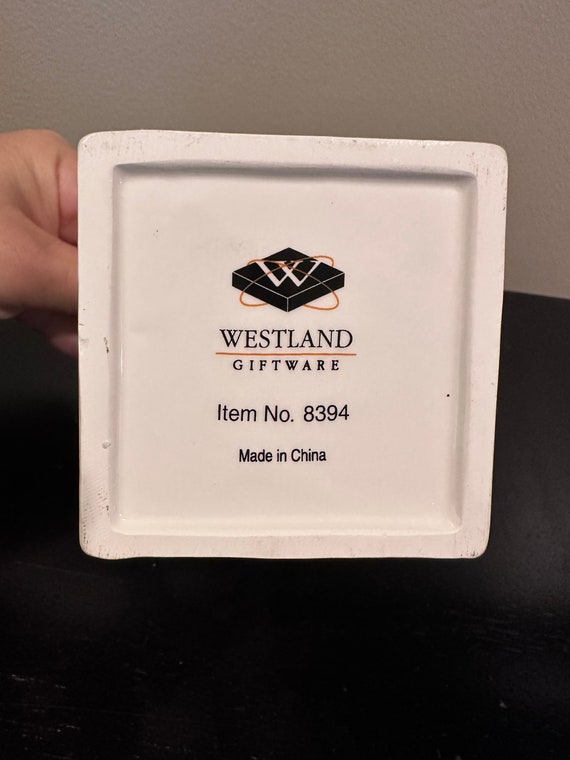 W
WESTLAND
GIFTWARE
Item No. 8394
Made in China